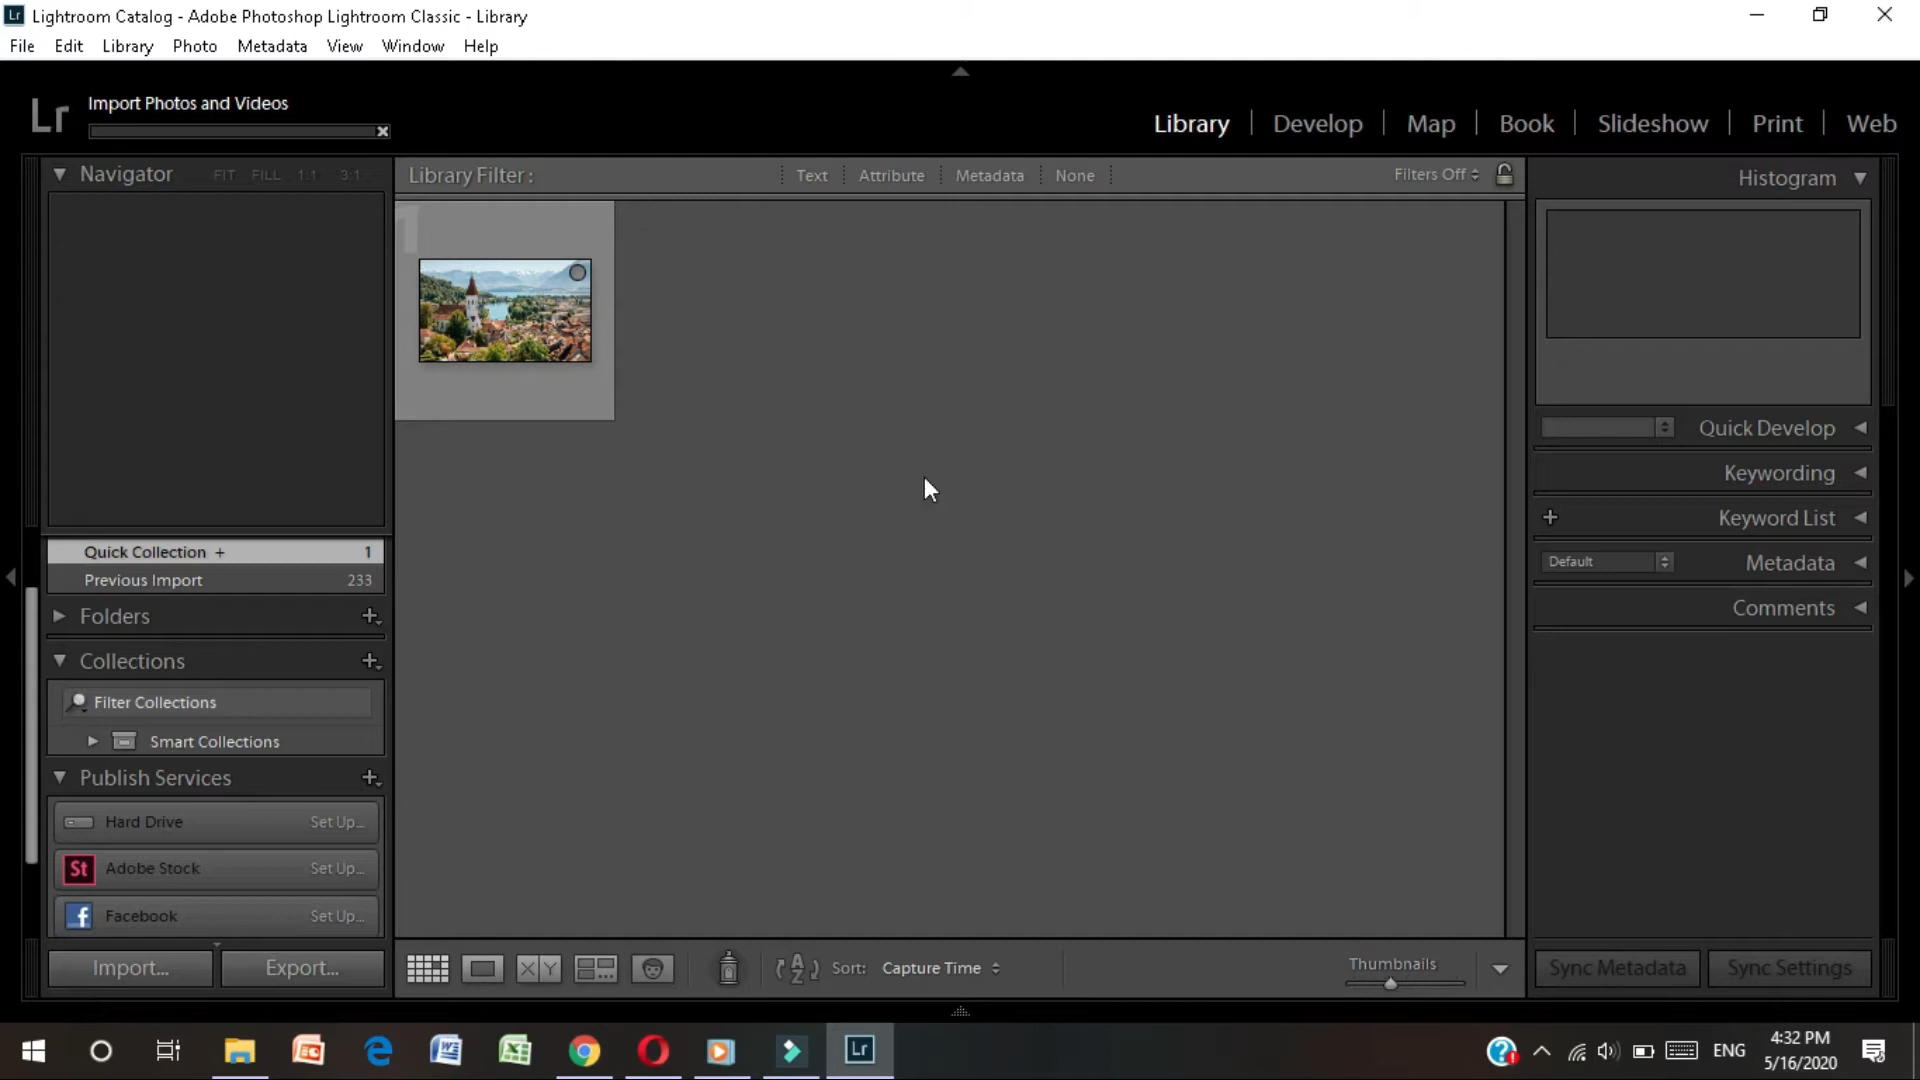 Lr Lightroom Catalog - Adobe Photoshop Lightroom Classic - Library
File Edit Library Photo Metadata View Window Help
Lr Import Photos and Videos
Library Develop Map Book Slideshow Print Web
Navigator FIT FILL 1:1 3:1
Library Filter : Text Attribute Metadata None Filters Off
Histogram
1
Quick Develop
Keywording
Keyword List
Default Metadata
Comments
Quick Collection + 1
Previous Import 233
Folders
Collections
Filter Collections
Smart Collections
Publish Services
Hard Drive Set Up...
St Adobe Stock Set Up...
f Facebook Set Up...
Import... Export...
X Y
A
Z
Sort: Capture Time
Thumbnails
Sync Metadata Sync Settings
Lr
ENG
4:32 PM
5/16/2020